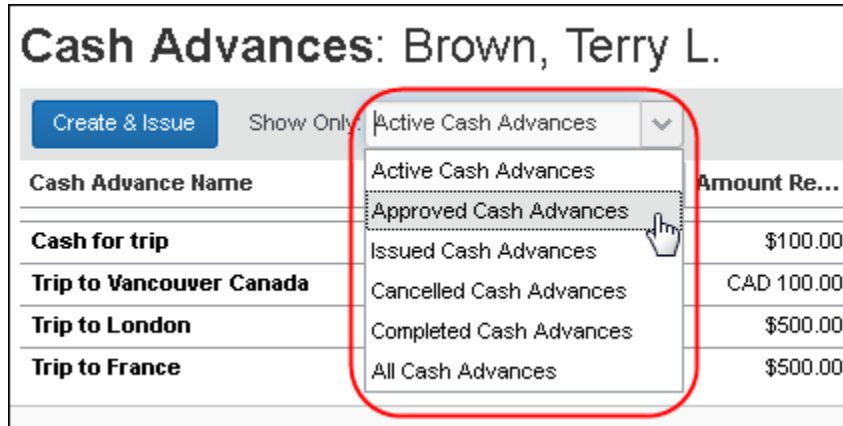 Cash Advances: Brown, Terry L.
Create & Issue Show Only: Active Cash Advances
Cash Advance Name Amount Re...
Active Cash Advances
Approved Cash Advances
Cash for trip $100.00
Issued Cash Advances
Trip to Vancouver Canada CAD 100.00
Cancelled Cash Advances
Trip to London $500.00
Completed Cash Advances
Trip to France $500.00
All Cash Advances